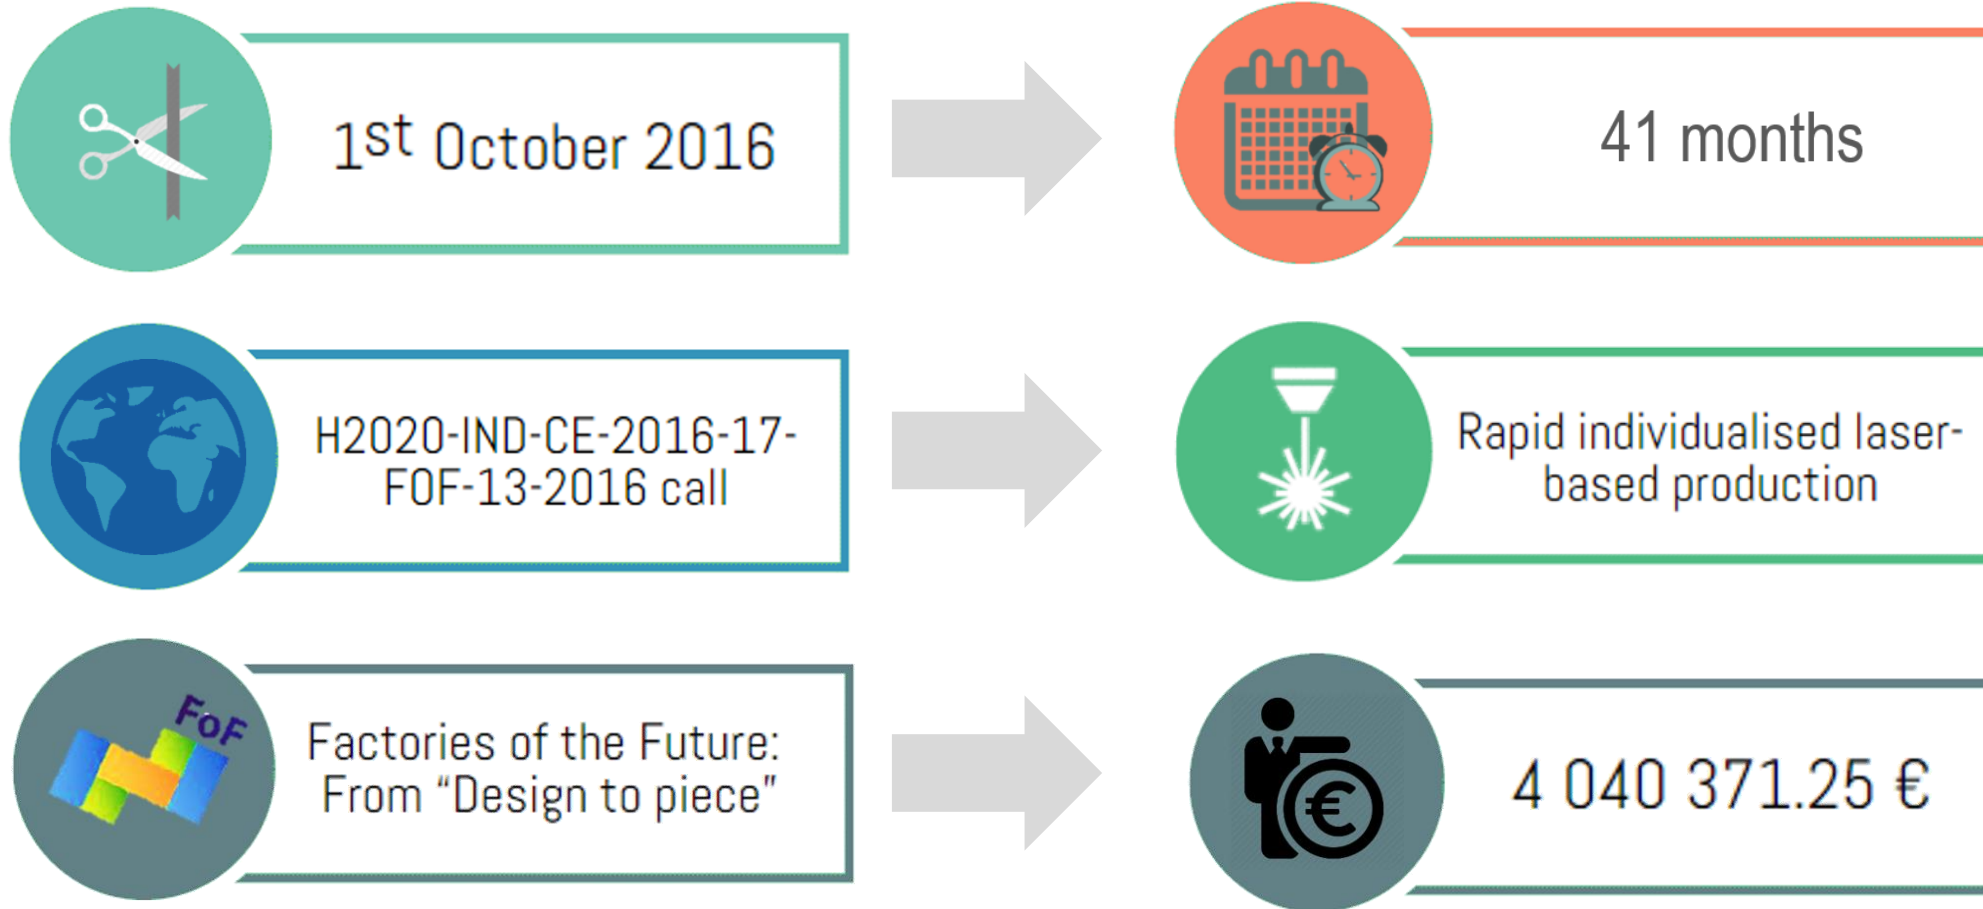 1st October 2016
41 months
H2020-IND-CE-2016-17-
FOF-13-2016 call
Rapid individualised laser-
based production
FoF
Factories of the Future:
From “Design to piece”
€
4 040 371.25 €